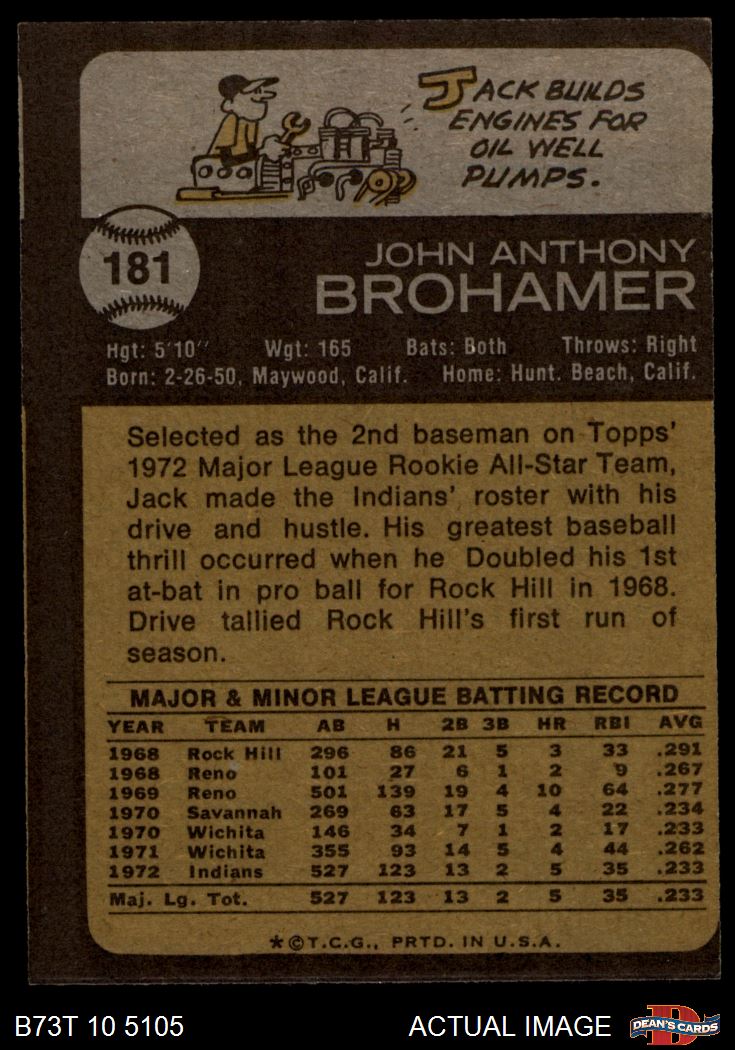 JACK BUILDS
ENGINES FOR
OIL WELL
PUMPS.
181
JOHN ANTHONY
BROHAMER
Hgt: 5'10" Wgt: 165 Bats: Both Throws: Right
Born: 2-26-50, Maywood, Calif. Home: Hunt. Beach, Calif.
Selected as the 2nd baseman on Topps'
1972 Major League Rookie All-Star Team,
Jack made the Indians' roster with his
drive and hustle. His greatest baseball
thrill occurred when he Doubled his 1st
at-bat in pro ball for Rock Hill in 1968.
Drive tallied Rock Hill's first run of
season.
MAJOR & MINOR LEAGUE BATTING RECORD
YEAR TEAM AB H 2B 3B HR RBI AVG
1968 Rock Hill 296 86 21 5 3 33 .291
1968 Reno 101 27 6 1 2 9 .267
1969 Reno 501 139 19 4 10 64 .277
1970 Savannah 269 63 17 5 4 22 .234
1970 Wichita 146 34 7 1 2 17 .233
1971 Wichita 355 93 14 5 4 44 .262
1972 Indians 527 123 13 2 5 35 .233
Maj. Lg. Tot. 527 123 13 2 5 35 .233
*©T.C.G., PRTD. IN U.S.A.
B73T 10 5105 ACTUAL IMAGE D DEAN'S CARDS